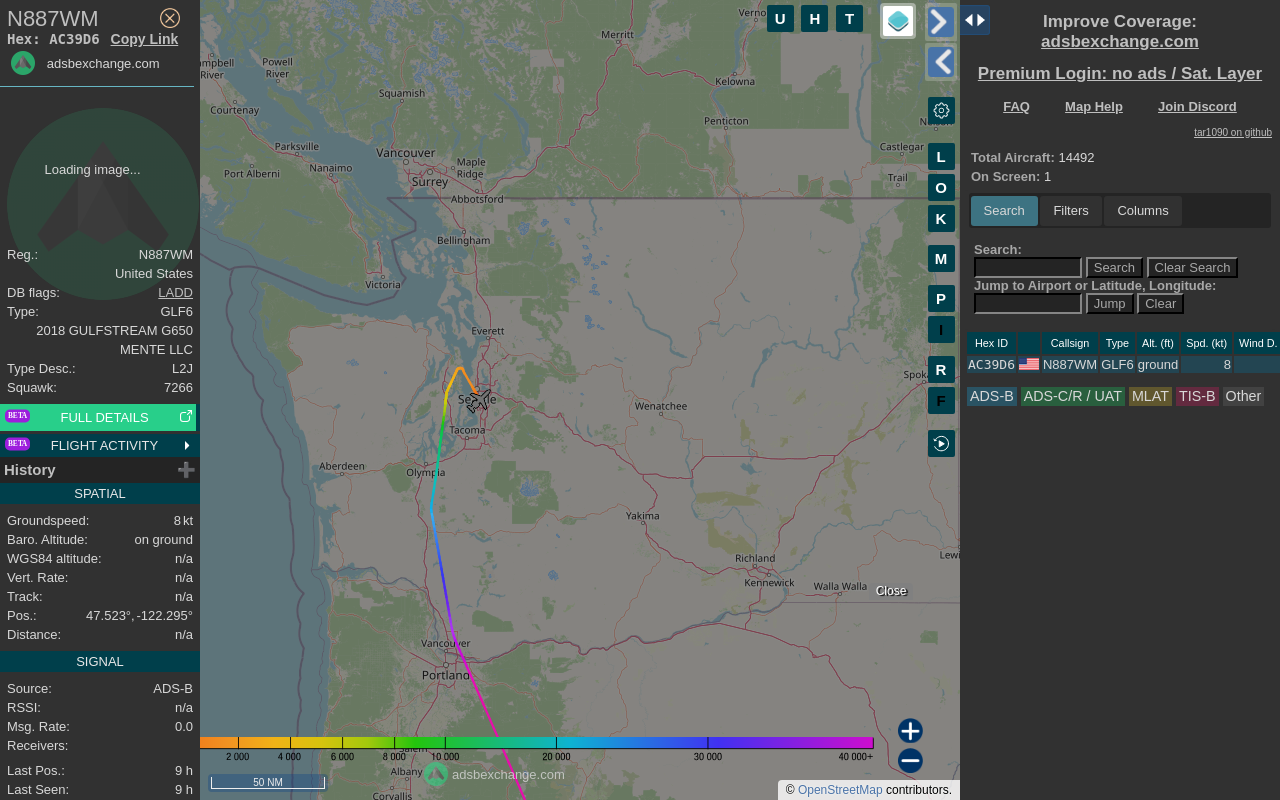 N887WM
Hex: AC39D6 Copy Link
adsbexchange.com
Loading image...
Reg.: N887WM
United States
DB flags: LADD
Type: GLF6
2018 GULFSTREAM G650
MENTE LLC
Type Desc.: L2J
Squawk: 7266
BETA FULL DETAILS
BETA FLIGHT ACTIVITY
History
SPATIAL
Groundspeed: 8 kt
Baro. Altitude: on ground
WGS84 altitude: n/a
Vert. Rate: n/a
Track: n/a
Pos.: 47.523°, -122.295°
Distance: n/a
SIGNAL
Source: ADS-B
RSSI: n/a
Msg. Rate: 0.0
Receivers:
Last Pos.: 9 h
Last Seen: 9 h
Merritt
Powell
River
River
Squamish
Kelowna
Courtenay
Penticton
Parksville
Vancouver
Nanaimo
Maple
Ridge
Port Alberni
Surrey
Castlegar
Trail
Abbotsford
Bellingham
Victoria
Everett
Wenatchee
Tacoma
Aberdeen
Olympia
Yakima
Richland
Kennewick
Walla Walla
Close
Vancouver
Portland
Albany
Corvallis
U H T
L
O
K
M
P
I
R
F
2 000 4 000 6 000 8 000 10 000 20 000 30 000 40 000+
adsbexchange.com
50 NM
© OpenStreetMap contributors.
Improve Coverage:
adsbexchange.com
Premium Login: no ads / Sat. Layer
FAQ Map Help Join Discord
tar1090 on github
Total Aircraft: 14492
On Screen: 1
Search Filters Columns
Search:
Search Clear Search
Jump to Airport or Latitude, Longitude:
Jump Clear
Hex ID Callsign Type Alt. (ft) Spd. (kt) Wind D.
AC39D6 N887WM GLF6 ground 8
ADS-B ADS-C/R / UAT MLAT TIS-B Other